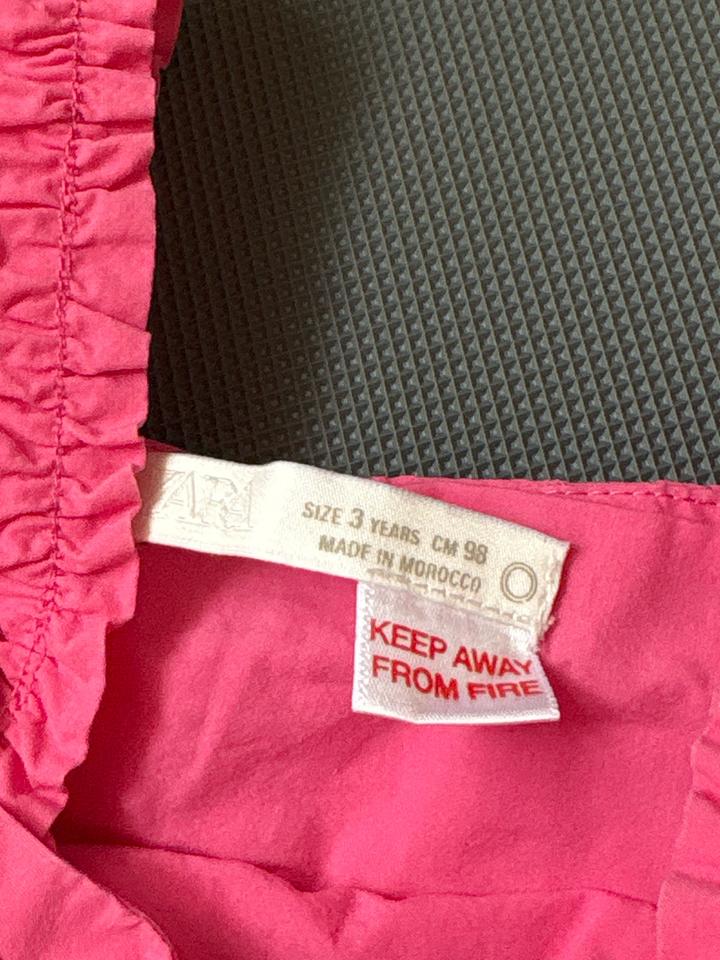 ZARA
SIZE 3 YEARS CM 98
MADE IN MOROCCO
KEEP AWAY
FROM FIRE